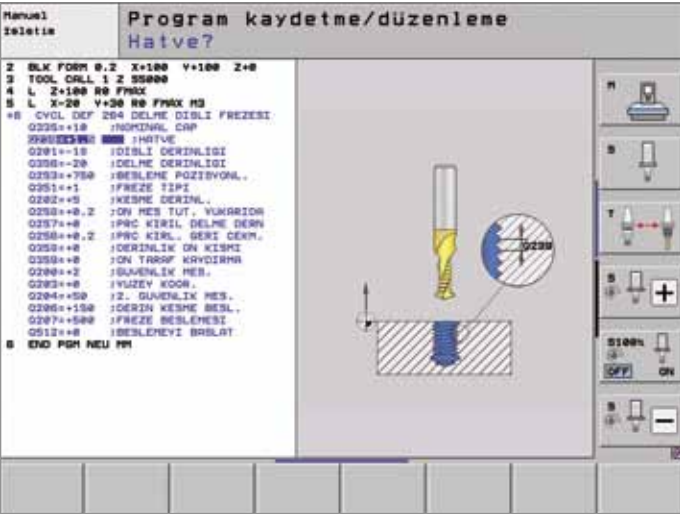 Manuel
İşletim
Program kaydetme/düzenleme
Hatve?
2 BLK FORM 0.2 X+100 Y+100 Z+0
3 TOOL CALL 1 Z S5000
4 L Z+100 R0 FMAX
5 L X-20 Y+30 R0 FMAX M3
*6 CYCL DEF 264 DELME DISLI FREZESI
Q335=+10 ;NOMINAL CAP
;HATVE
Q201=-18 ;DISLI DERINLIGI
Q356=-20 ;DELME DERINLIGI
Q253=+750 ;BESLEME POZISYONL.
Q351=+1 ;FREZE TIPI
Q202=+5 ;KESME DERINL.
Q258=+0.2 ;ON MES TUT. YUKARIDA
Q257=+0 ;PRC KIRIL DELME DERN
Q256=+0.2 ;PRC KIRL. GERI CEKM.
Q358=+0 ;DERINLIK ON KISMI
Q359=+0 ;ON TARAF KAYDIRMA
Q200=+2 ;GUVENLIK MES.
Q203=+0 ;YUZEY KOOR.
Q204=+50 ;2. GUVENLIK MES.
Q206=+150 ;DERIN KESME BESL.
Q207=+500 ;FREZE BESLEMESI
Q512=+0 ;BESLEMEYI BASLAT
6 END PGM NEU MM
Q239
M
S
T
S
+
S100%
OFF ON
S
−